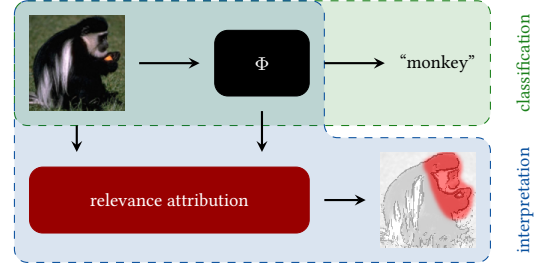 Φ
“monkey”
classification
relevance attribution
interpretation